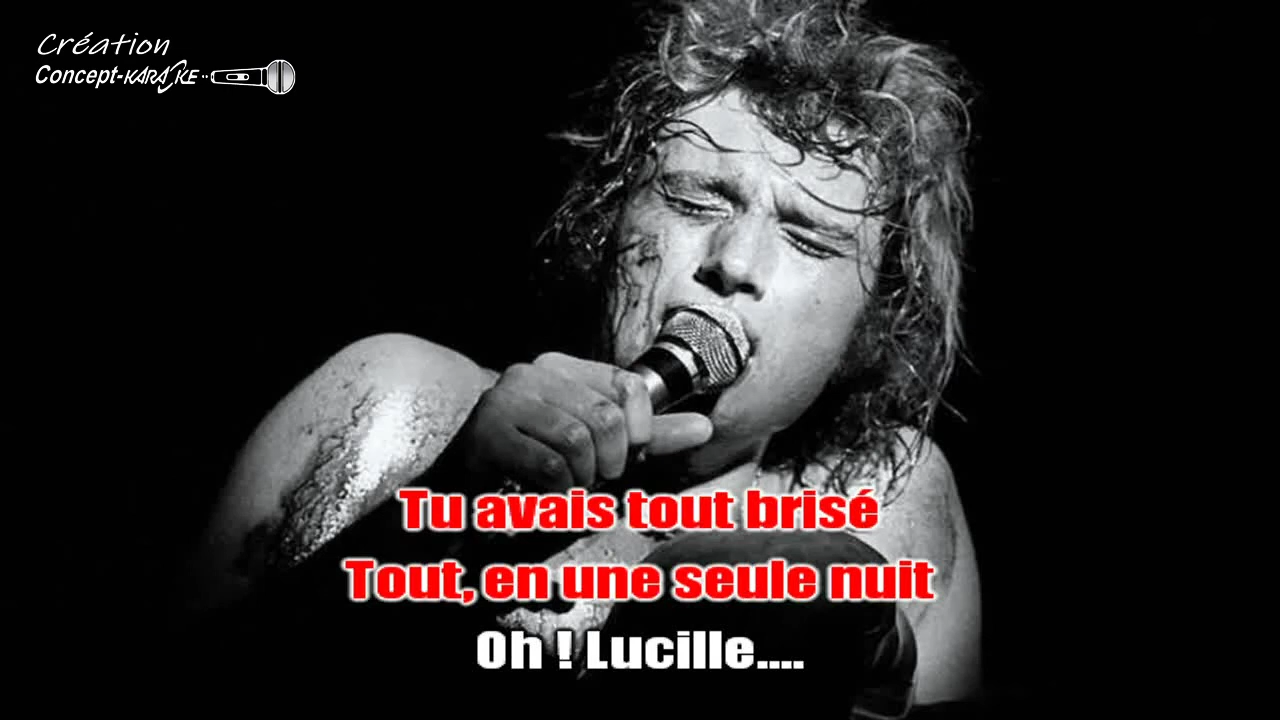 Création
Concept-KARAOKE
Tu avais tout brisé
Tout, en une seule nuit
Oh ! Lucille....